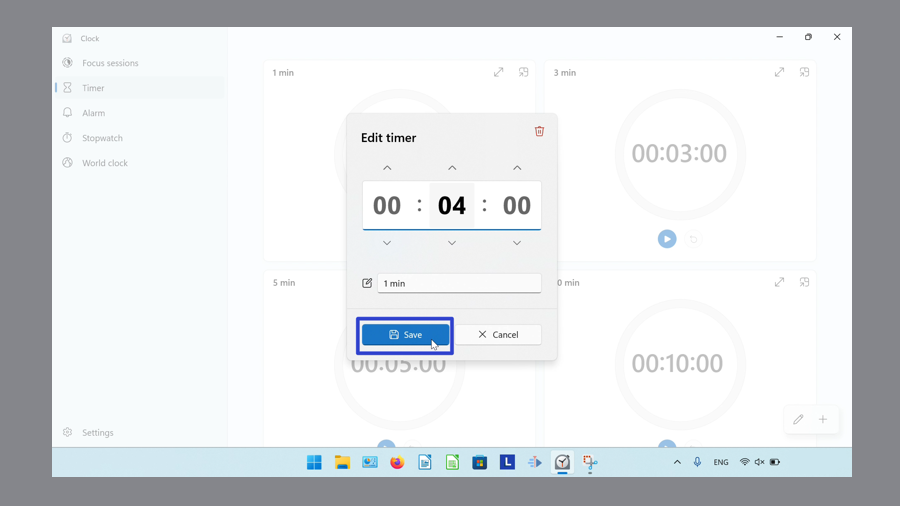 Clock
Focus sessions
Timer
Alarm
Stopwatch
World clock
Settings
1 min
3 min
00:03:00
Edit timer
00 : 04 : 00
1 min
Save
Cancel
5 min
00:05:00
0 min
00:10:00
L
ENG